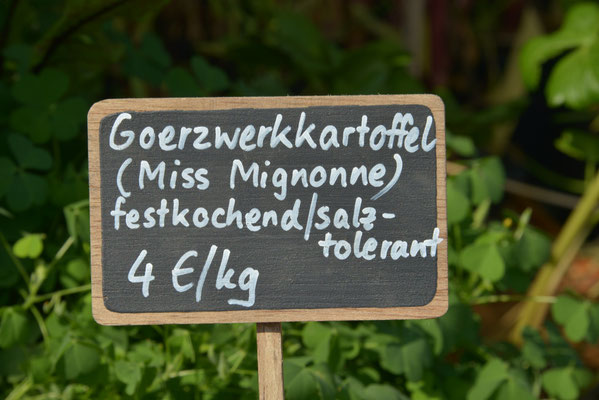 Goerzwerkkartoffel
(Miss Mignonne)
festkochend/salz-
tolerant
4 €/kg